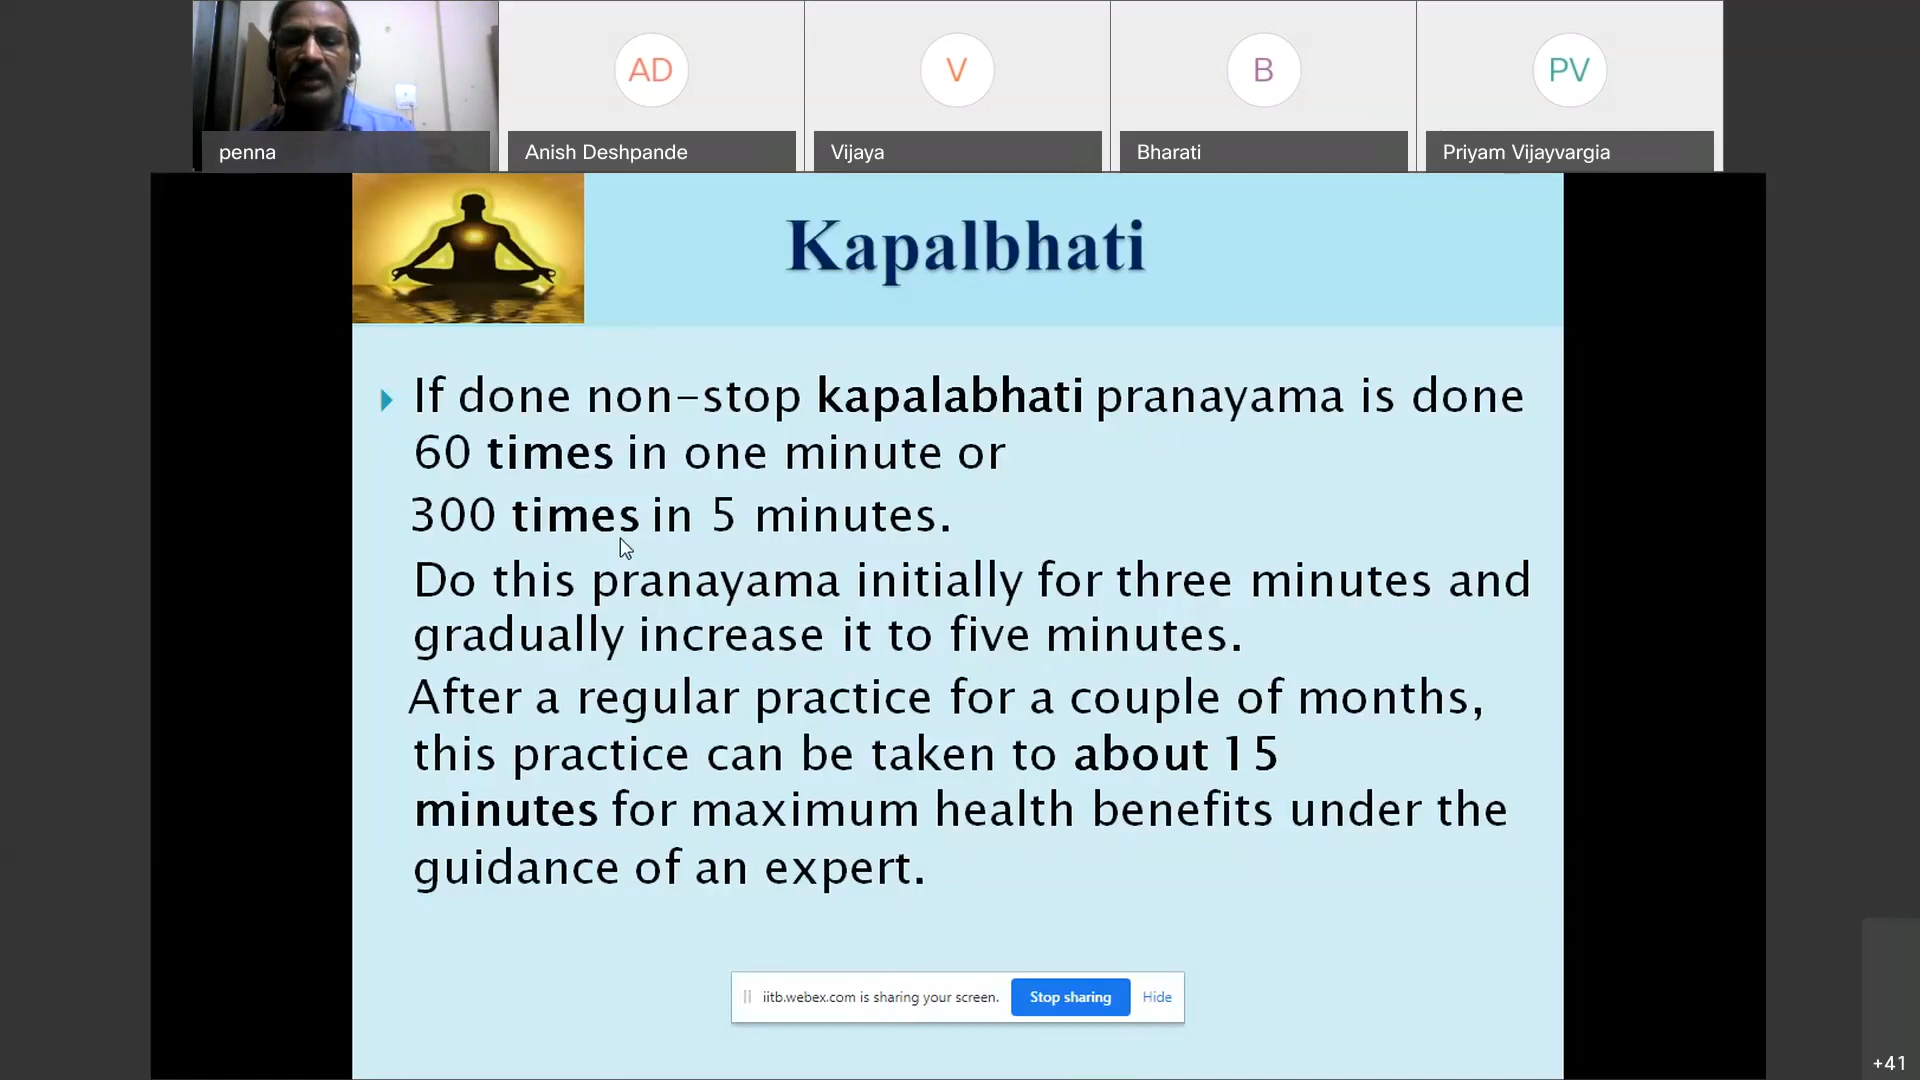 AD
V
B
PV
penna
Anish Deshpande
Vijaya
Bharati
Priyam Vijayvargia
Kapalbhati
If done non-stop kapalabhati pranayama is done
60 times in one minute or
300 times in 5 minutes.
Do this pranayama initially for three minutes and
gradually increase it to five minutes.
After a regular practice for a couple of months,
this practice can be taken to about 15
minutes for maximum health benefits under the
guidance of an expert.
iitb.webex.com is sharing your screen.
Stop sharing
Hide
+41